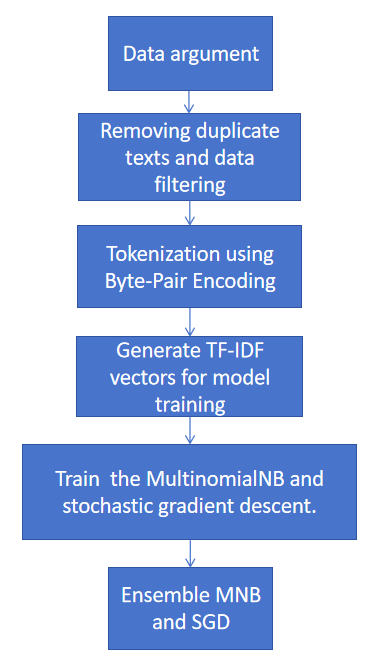 Data argument
Removing duplicate
texts and data
filtering
Tokenization using
Byte-Pair Encoding
Generate TF-IDF
vectors for model
training
Train  the MultinomialNB and
stochastic gradient descent.
Ensemble MNB
and SGD